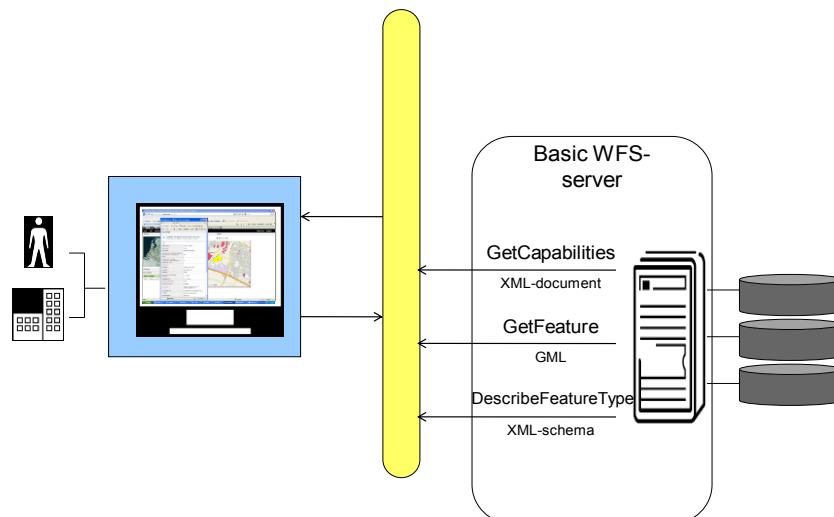 Basic WFS-
server
GetCapabilities
XML-document
GetFeature
GML
DescribeFeatureType
XML-schema